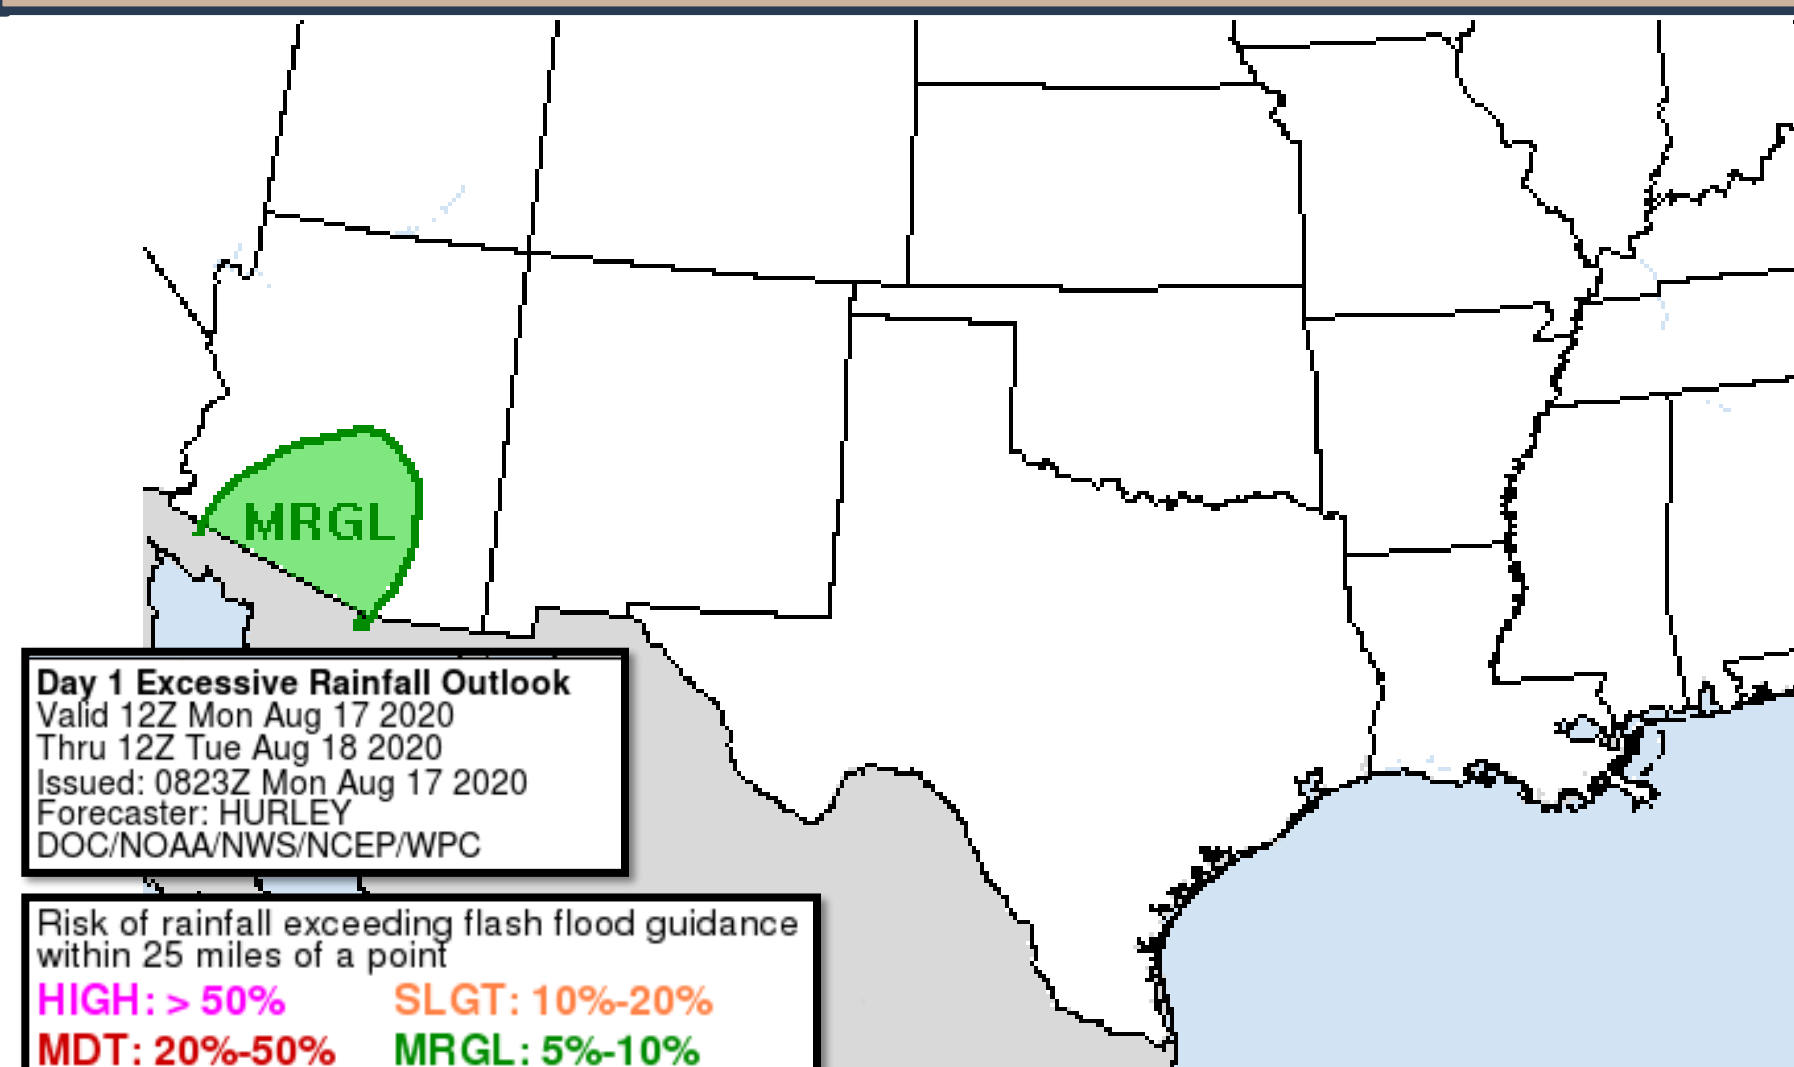 MRGL
Day 1 Excessive Rainfall Outlook
Valid 12Z Mon Aug 17 2020
Thru 12Z Tue Aug 18 2020
Issued: 0823Z Mon Aug 17 2020
Forecaster: HURLEY
DOC/NOAA/NWS/NCEP/WPC
Risk of rainfall exceeding flash flood guidance
within 25 miles of a point
HIGH: > 50% SLGT: 10%-20%
MDT: 20%-50% MRGL: 5%-10%